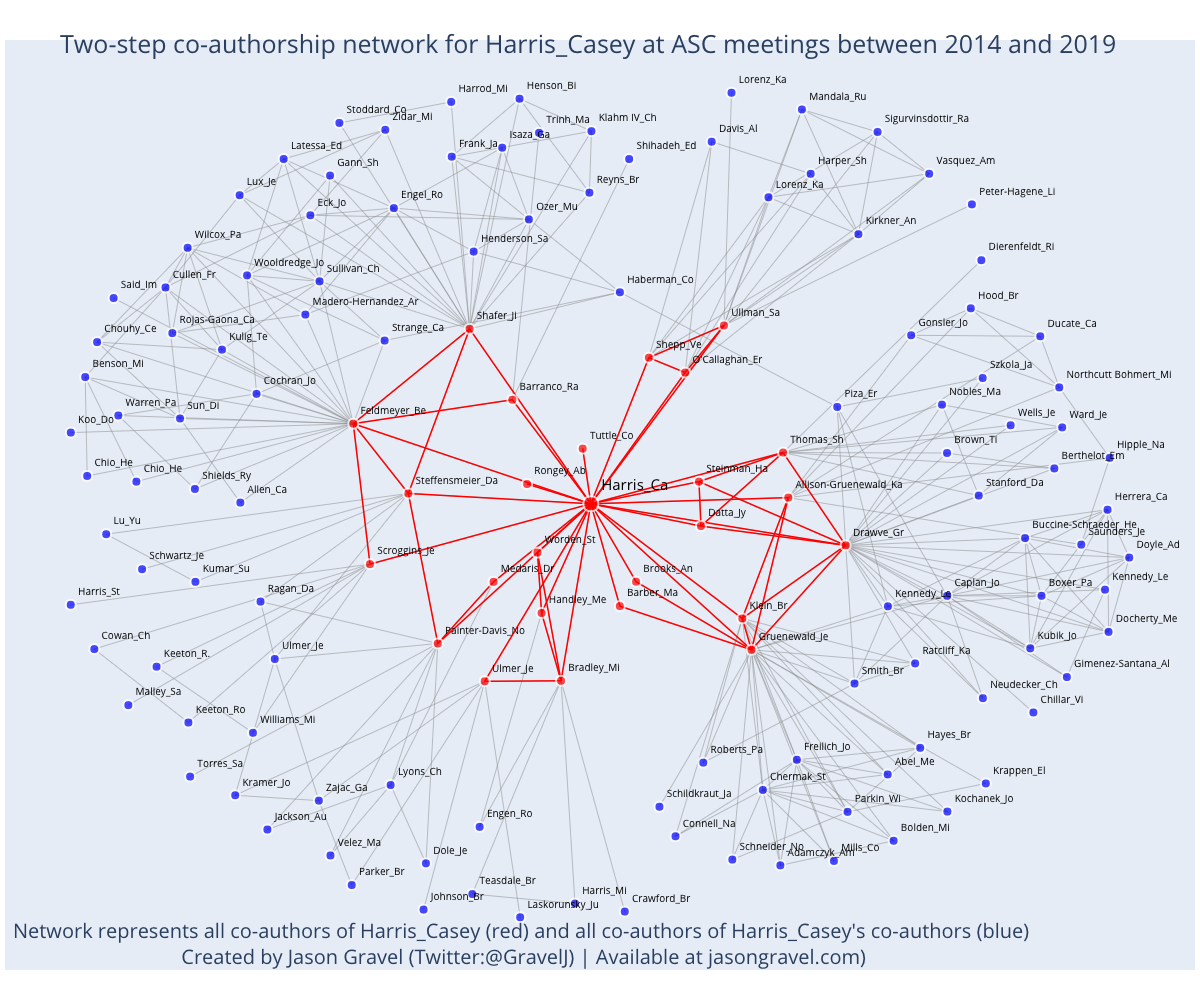 Two-step co-authorship network for Harris_Casey at ASC meetings between 2014 and 2019
Lorenz_Ka
Harrod_Mi
Henson_Bi
Mandala_Ru
Stoddard_Co
Zidar_Mi
Trinh_Ma
Klahm IV_Ch
Sigurvinsdottir_Ra
Davis_Al
Isaza_Ga
Frank_Ja
Latessa_Ed
Shihadeh_Ed
Gann_Sh
Harper_Sh
Vasquez_Am
Lux_Je
Reyns_Br
Lorenz_Ka
Peter-Hagene_Li
Engel_Ro
Eck_Jo
Ozer_Mu
Kirkner_An
Wilcox_Pa
Henderson_Sa
Dierenfeldt_Ri
Wooldredge_Jo
Sullivan_Ch
Cullen_Fr
Haberman_Co
Said_Im
Madero-Hernandez_Ar
Hood_Br
Rojas-Gaona_Ca
Shafer_Ji
Ullman_Sa
Chouhy_Ce
Kulig_Te
Strange_Ca
Gonsler_Jo
Ducate_Ca
Shepp_Ve
O'Callaghan_Er
Benson_Mi
Cochran_Jo
Barranco_Ra
Szkola_Ja
Northcutt Bohmert_Mi
Warren_Pa
Sun_Di
Feldmeyer_Be
Piza_Er
Nobles_Ma
Koo_Do
Wells_Je
Ward_Je
Tuttle_Co
Thomas_Sh
Brown_Ti
Hipple_Na
Berthelot_Em
Chio_He
Chio_He
Shields_Ry
Steffensmeier_Da
Rongey_Ab
Steinman_Ha
Allison-Gruenewald_Ka
Stanford_Da
Harris_Ca
Allen_Ca
Herrera_Ca
Lu_Yu
Datta_Jy
Buccine-Schraeder_He
Saunders_Je
Drawve_Gr
Worden_St
Doyle_Ad
Schwartz_Je
Scroggins_Je
Kumar_Su
Medaris_Dr
Brooks_An
Caplan_Jo
Boxer_Pa
Kennedy_Le
Harris_St
Ragan_Da
Handley_Me
Barber_Ma
Kennedy_Le
Klein_Br
Docherty_Me
Cowan_Ch
Painter-Davis_No
Gruenewald_Je
Kubik_Jo
Keeton_R.
Ulmer_Je
Ratcliff_Ka
Ulmer_Je
Bradley_Mi
Smith_Br
Gimenez-Santana_Al
Malley_Sa
Neudecker_Ch
Keeton_Ro
Williams_Mi
Chillar_Vi
Torres_Sa
Roberts_Pa
Freilich_Jo
Hayes_Br
Kramer_Jo
Zajac_Ga
Lyons_Ch
Chermak_St
Abel_Me
Krappen_El
Jackson_Au
Schildkraut_Ja
Parkin_Wi
Kochanek_Jo
Engen_Ro
Connell_Na
Bolden_Mi
Velez_Ma
Dole_Je
Schneider_No
Adamczyk_Am
Mills_Co
Parker_Br
Johnson_Br
Teasdale_Br
Laskorunsky_Ju
Harris_Mi
Crawford_Br
Network represents all co-authors of Harris_Casey (red) and all co-authors of Harris_Casey's co-authors (blue)
Created by Jason Gravel (Twitter:@GravelJ) | Available at jasongravel.com)